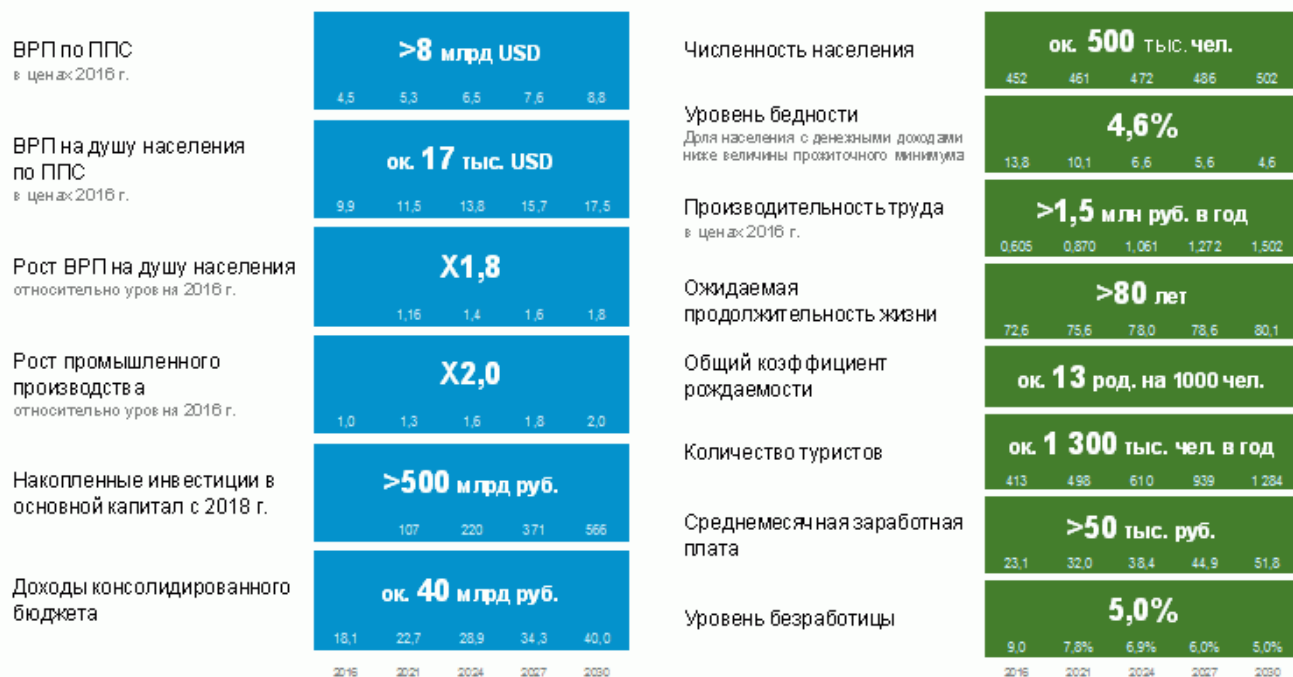 ВРП по ППС
в ценах 2016 г.
>8 млрд USD
4,5 5,3 6,5 7,6 8,8
ВРП на душу населения
по ППС
в ценах 2016 г.
ок. 17 тыс. USD
9,9 11,5 13,8 15,7 17,5
Рост ВРП на душу населения
относительно уровня 2016 г.
X1,8
1,16 1,4 1,6 1,8
Рост промышленного
производства
относительно уровня 2016 г.
X2,0
1,0 1,3 1,6 1,8 2,0
Накопленные инвестиции в
основной капитал с 2018 г.
>500 млрд руб.
107 220 371 566
Доходы консолидированного
бюджета
ок. 40 млрд руб.
18,1 22,7 28,9 34,3 40,0
2016 2021 2024 2027 2030
Численность населения
ок. 500 тыс. чел.
452 461 472 486 502
Уровень бедности
Доля населения с денежными доходами
ниже величины прожиточного минимума
4,6%
13,8 10,1 6,6 5,6 4,6
Производительность труда
в ценах 2016 г.
>1,5 млн руб. в год
0,605 0,870 1,061 1,272 1,502
Ожидаемая
продолжительность жизни
>80 лет
72,6 75,6 78,0 78,6 80,1
Общий коэффициент
рождаемости
ок. 13 род. на 1000 чел.
Количество туристов
ок. 1 300 тыс. чел. в год
413 498 610 939 1 284
Среднемесячная заработная
плата
>50 тыс. руб.
23,1 32,0 38,4 44,9 51,8
Уровень безработицы
5,0%
9,0 7,8% 6,9% 6,0% 5,0%
2016 2021 2024 2027 2030